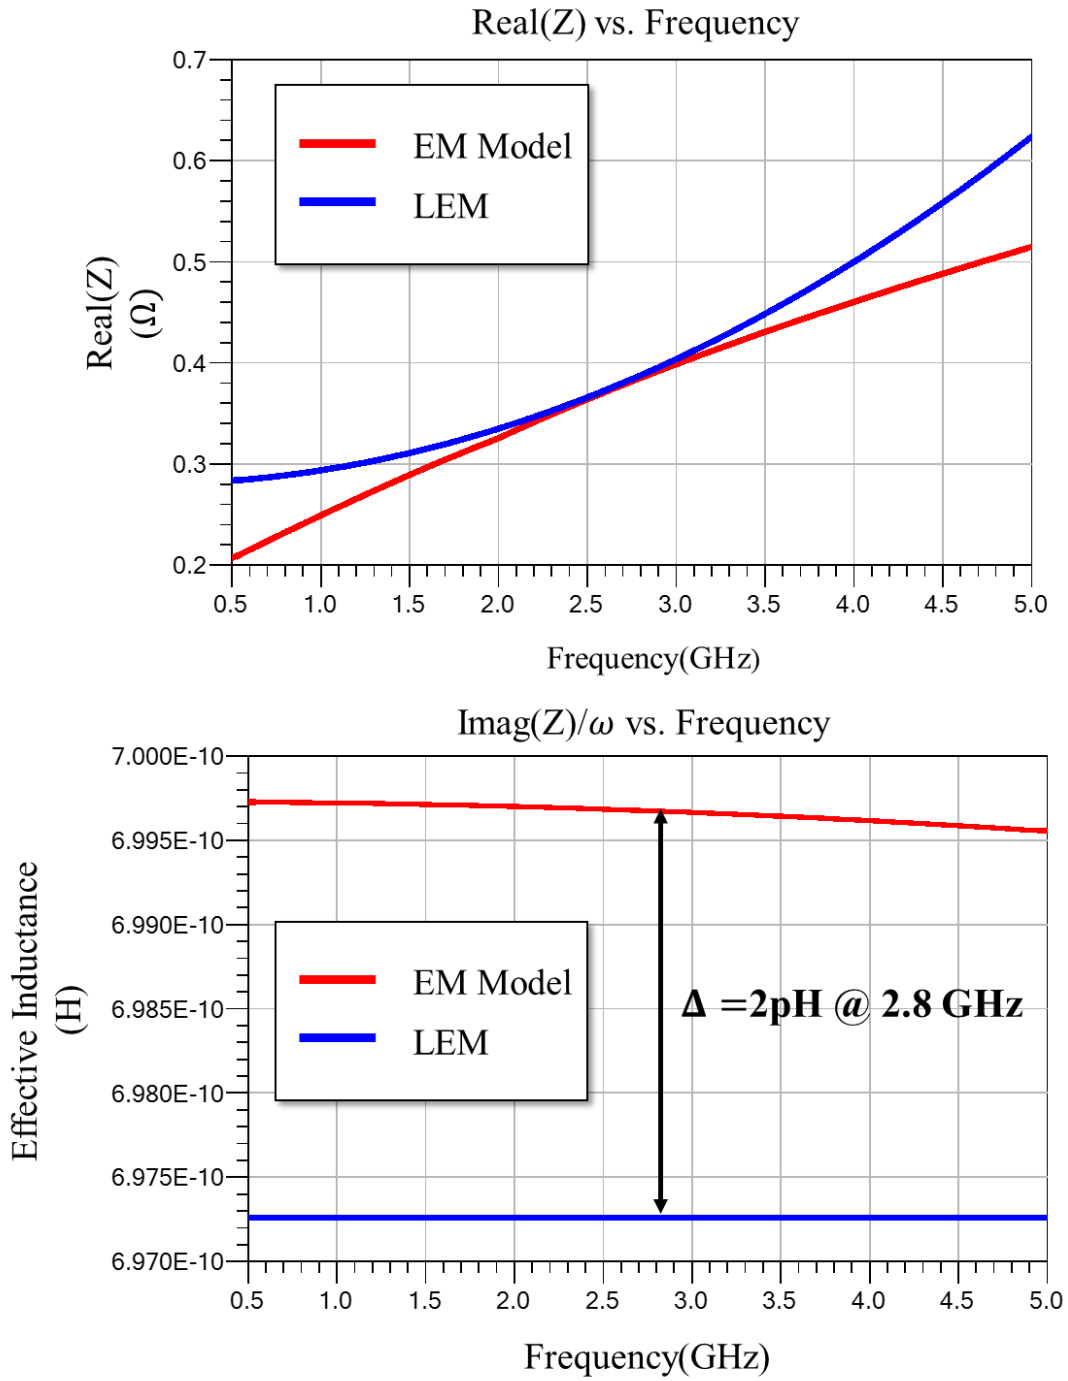 Real(Z) vs. Frequency
0.7
0.6
0.5
0.4
0.3
0.2
EM Model
LEM
Real(Z)
(Ω)
0.5 1.0 1.5 2.0 2.5 3.0 3.5 4.0 4.5 5.0
Frequency(GHz)
Imag(Z)/ω vs. Frequency
7.000E-10
6.995E-10
6.990E-10
6.985E-10
6.980E-10
6.975E-10
6.970E-10
EM Model
LEM
Δ =2pH @ 2.8 GHz
Effective Inductance
(H)
0.5 1.0 1.5 2.0 2.5 3.0 3.5 4.0 4.5 5.0
Frequency(GHz)